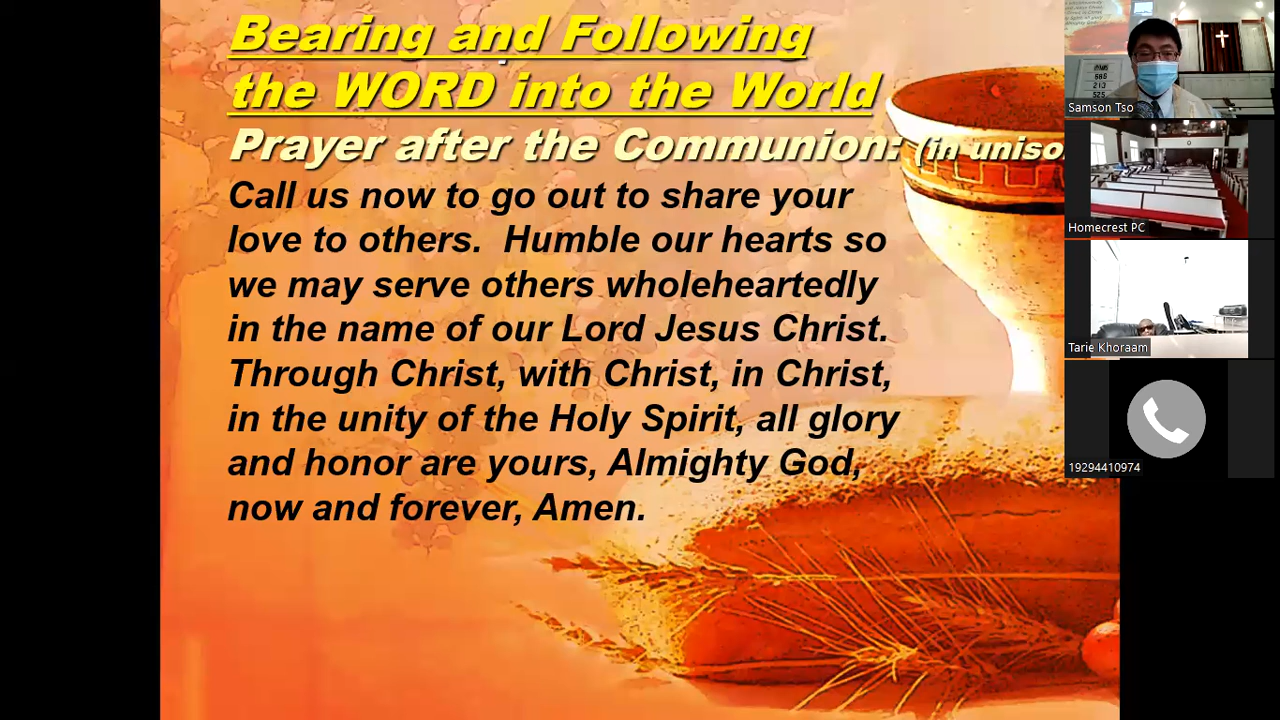 Bearing and Following
the WORD into the World
Prayer after the Communion: (in uniso
Call us now to go out to share your
love to others.  Humble our hearts so
we may serve others wholeheartedly
in the name of our Lord Jesus Christ.
Through Christ, with Christ, in Christ,
in the unity of the Holy Spirit, all glory
and honor are yours, Almighty God,
now and forever, Amen.
685
213
525
Samson Tso
Homecrest PC
Tarie Khoraam
19294410974